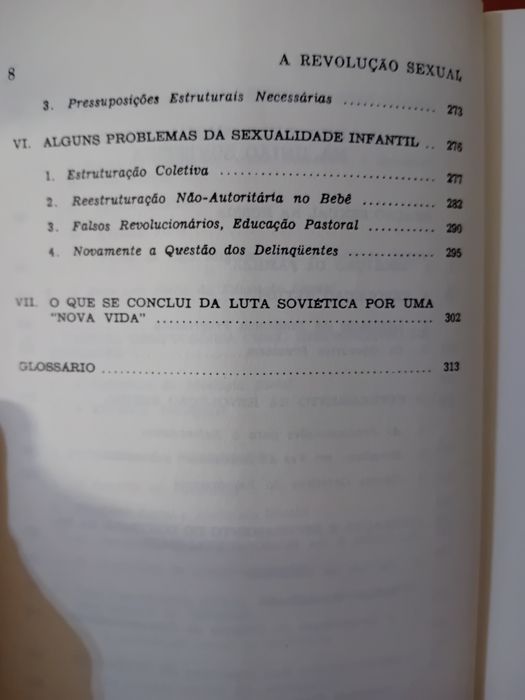 8 A REVOLUÇÃO SEXUAL
3. Pressuposições Estruturais Necessárias .............. 273
VI. ALGUNS PROBLEMAS DA SEXUALIDADE INFANTIL .. 276
1. Estruturação Coletiva ................................. 277
2. Reestruturação Não-Autoritária no Bebê ........... 282
3. Falsos Revolucionários, Educação Pastoral .......... 290
4. Novamente a Questão dos Delinqüentes ............. 295
VII. O QUE SE CONCLUI DA LUTA SOVIÉTICA POR UMA
"NOVA VIDA" ........................................ 302
GLOSSÁRIO ................................................ 313